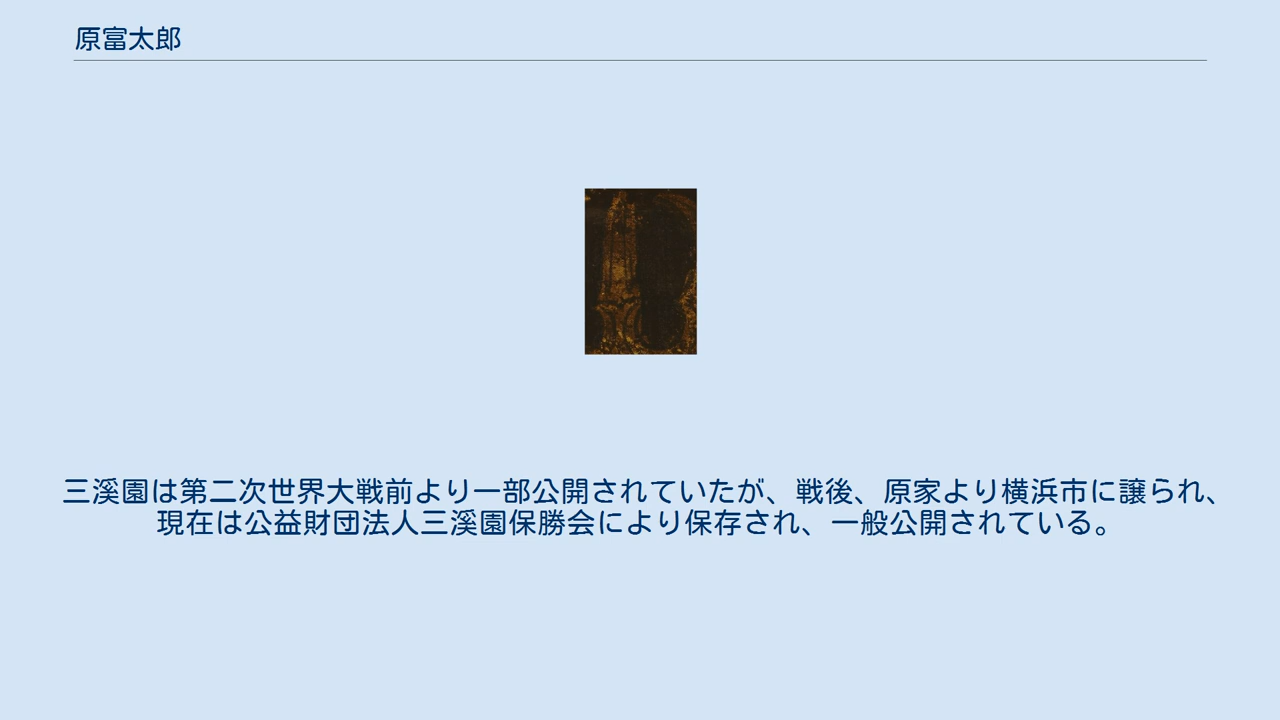 原富太郎
三溪園は第二次世界大戦前より一部公開されていたが、戦後、原家より横浜市に譲られ、
現在は公益財団法人三溪園保勝会により保存され、一般公開されている。